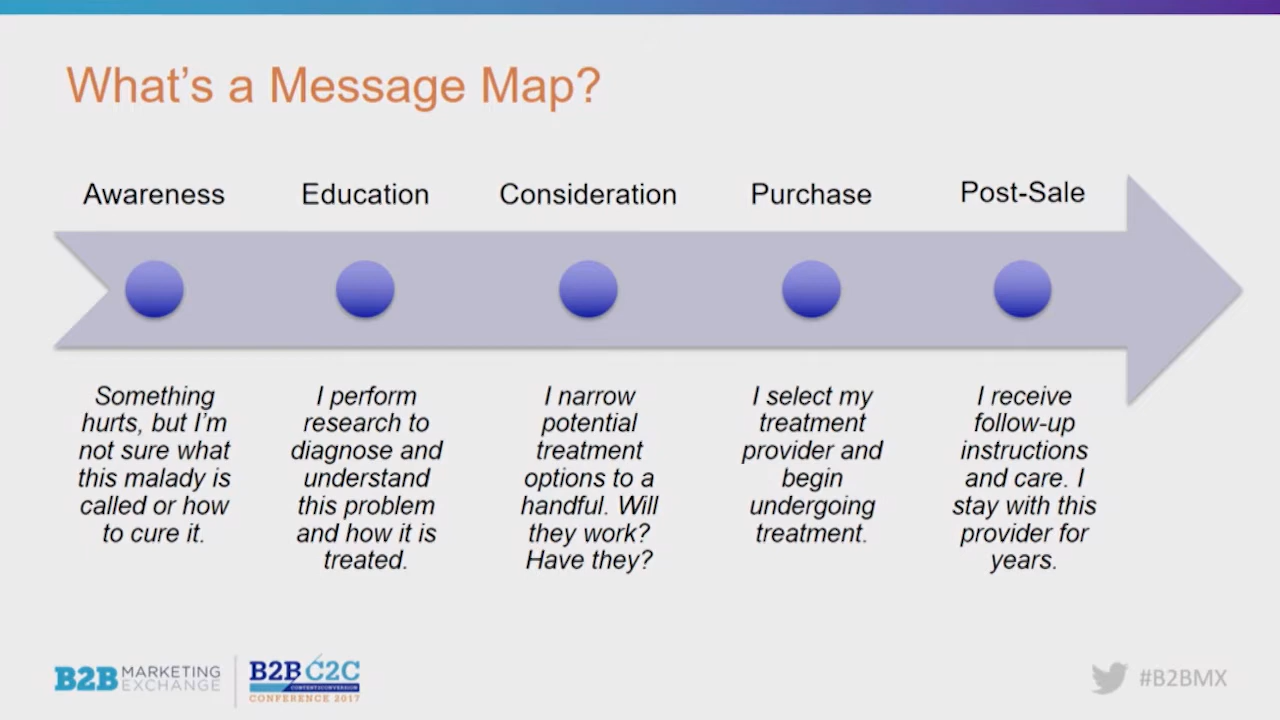 What's a Message Map?
Awareness
Education
Consideration
Purchase
Post-Sale
Something
hurts, but I'm
not sure what
this malady is
called or how
to cure it.
I perform
research to
diagnose and
understand
this problem
and how it is
treated.
I narrow
potential
treatment
options to a
handful. Will
they work?
Have they?
I select my
treatment
provider and
begin
undergoing
treatment.
I receive
follow-up
instructions
and care. I
stay with this
provider for
years.
B2B MARKETING
EXCHANGE
B2B C2C
CONTENT2CONVERSION
CONFERENCE 2017
#B2BMX